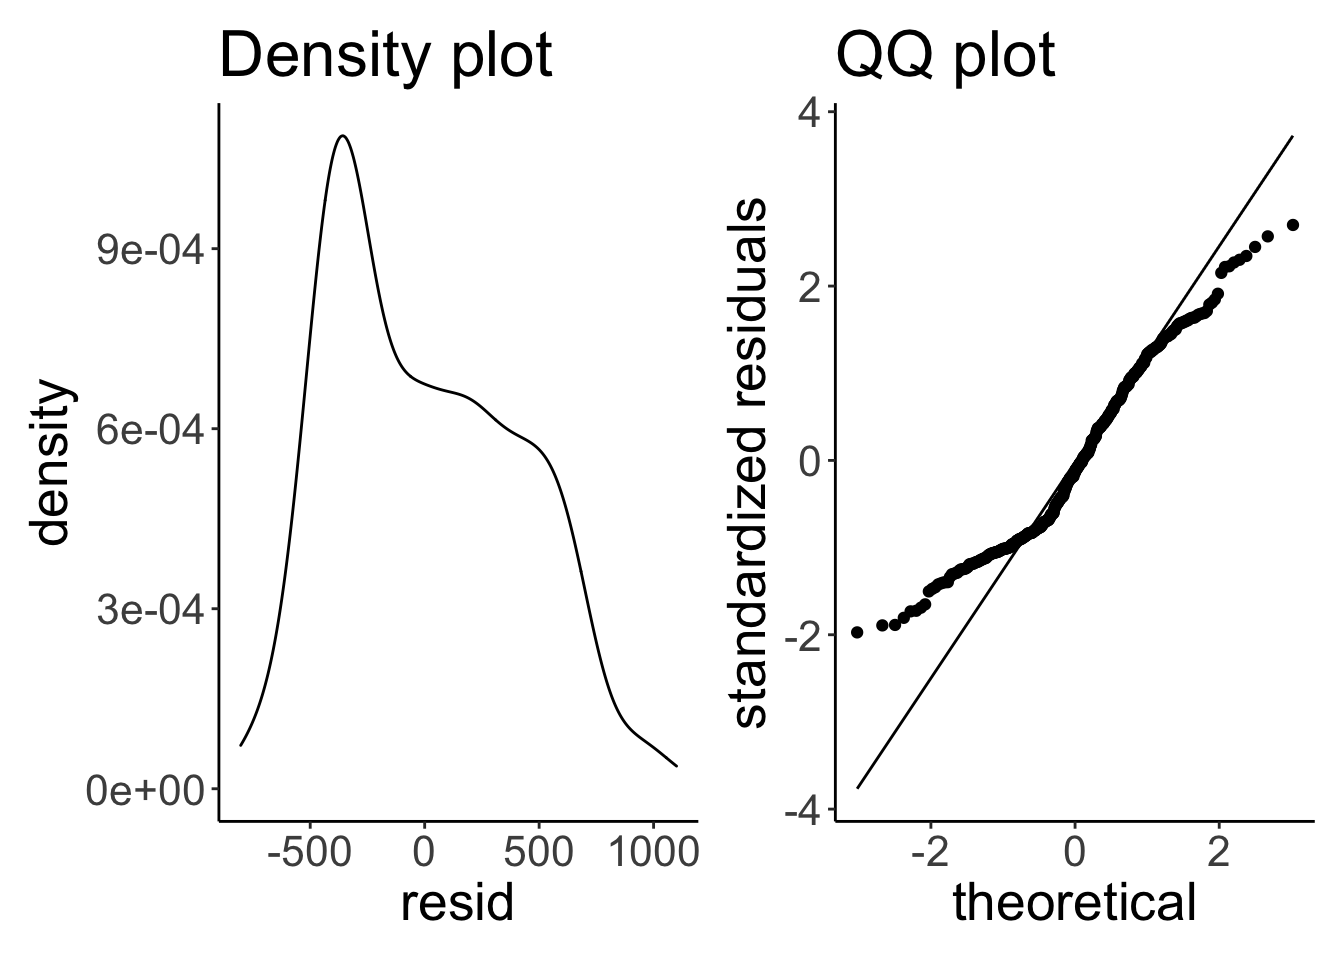 Density plot
density
9e-04
6e-04
3e-04
0e+00
-500 0 500 1000
resid
QQ plot
standardized residuals
4
2
0
-2
-4
-2 0 2
theoretical